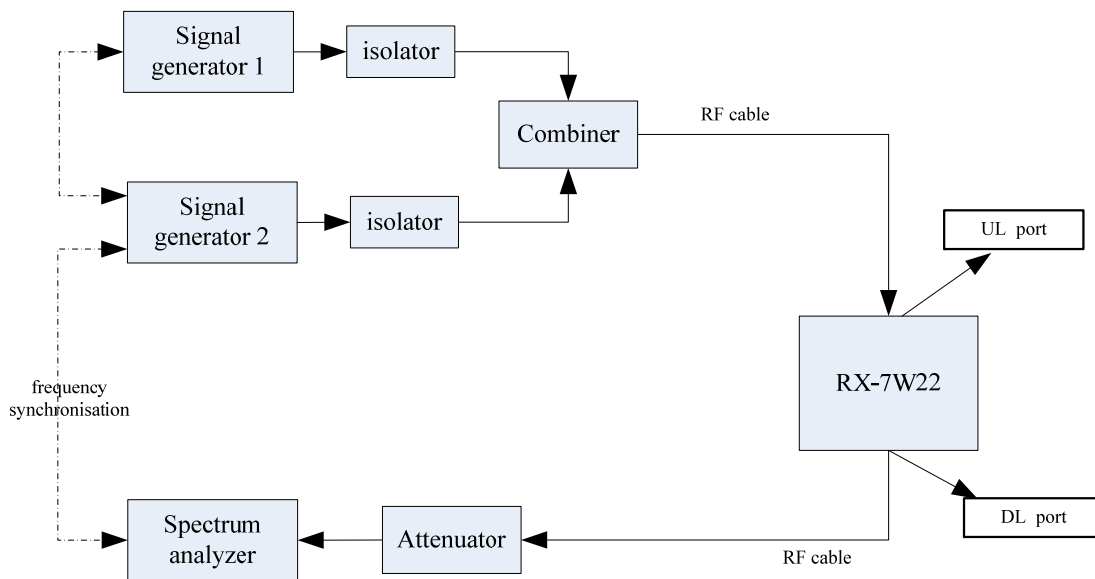 Signal
generator 1
isolator
Combiner
RF cable
Signal
generator 2
isolator
UL port
RX-7W22
frequency
synchronisation
Spectrum
analyzer
Attenuator
RF cable
DL port